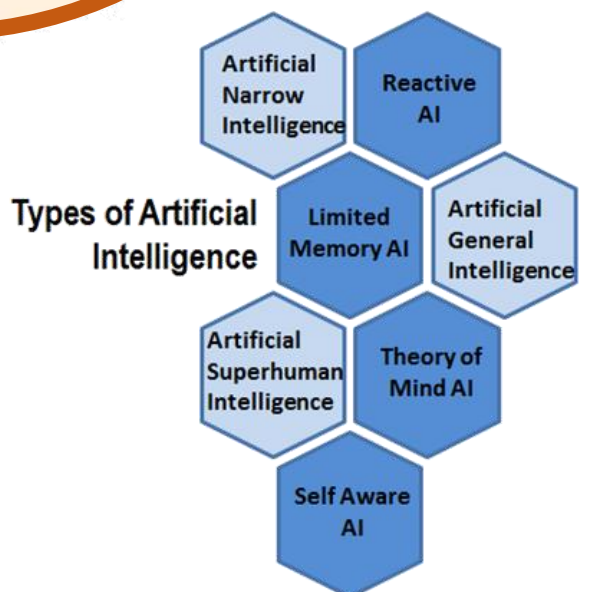 Artificial
Narrow
Intelligence
Reactive
AI
Types of Artificial
Intelligence
Limited
Memory AI
Artificial
General
Intelligence
Artificial
Superhuman
Intelligence
Theory of
Mind AI
Self Aware
AI